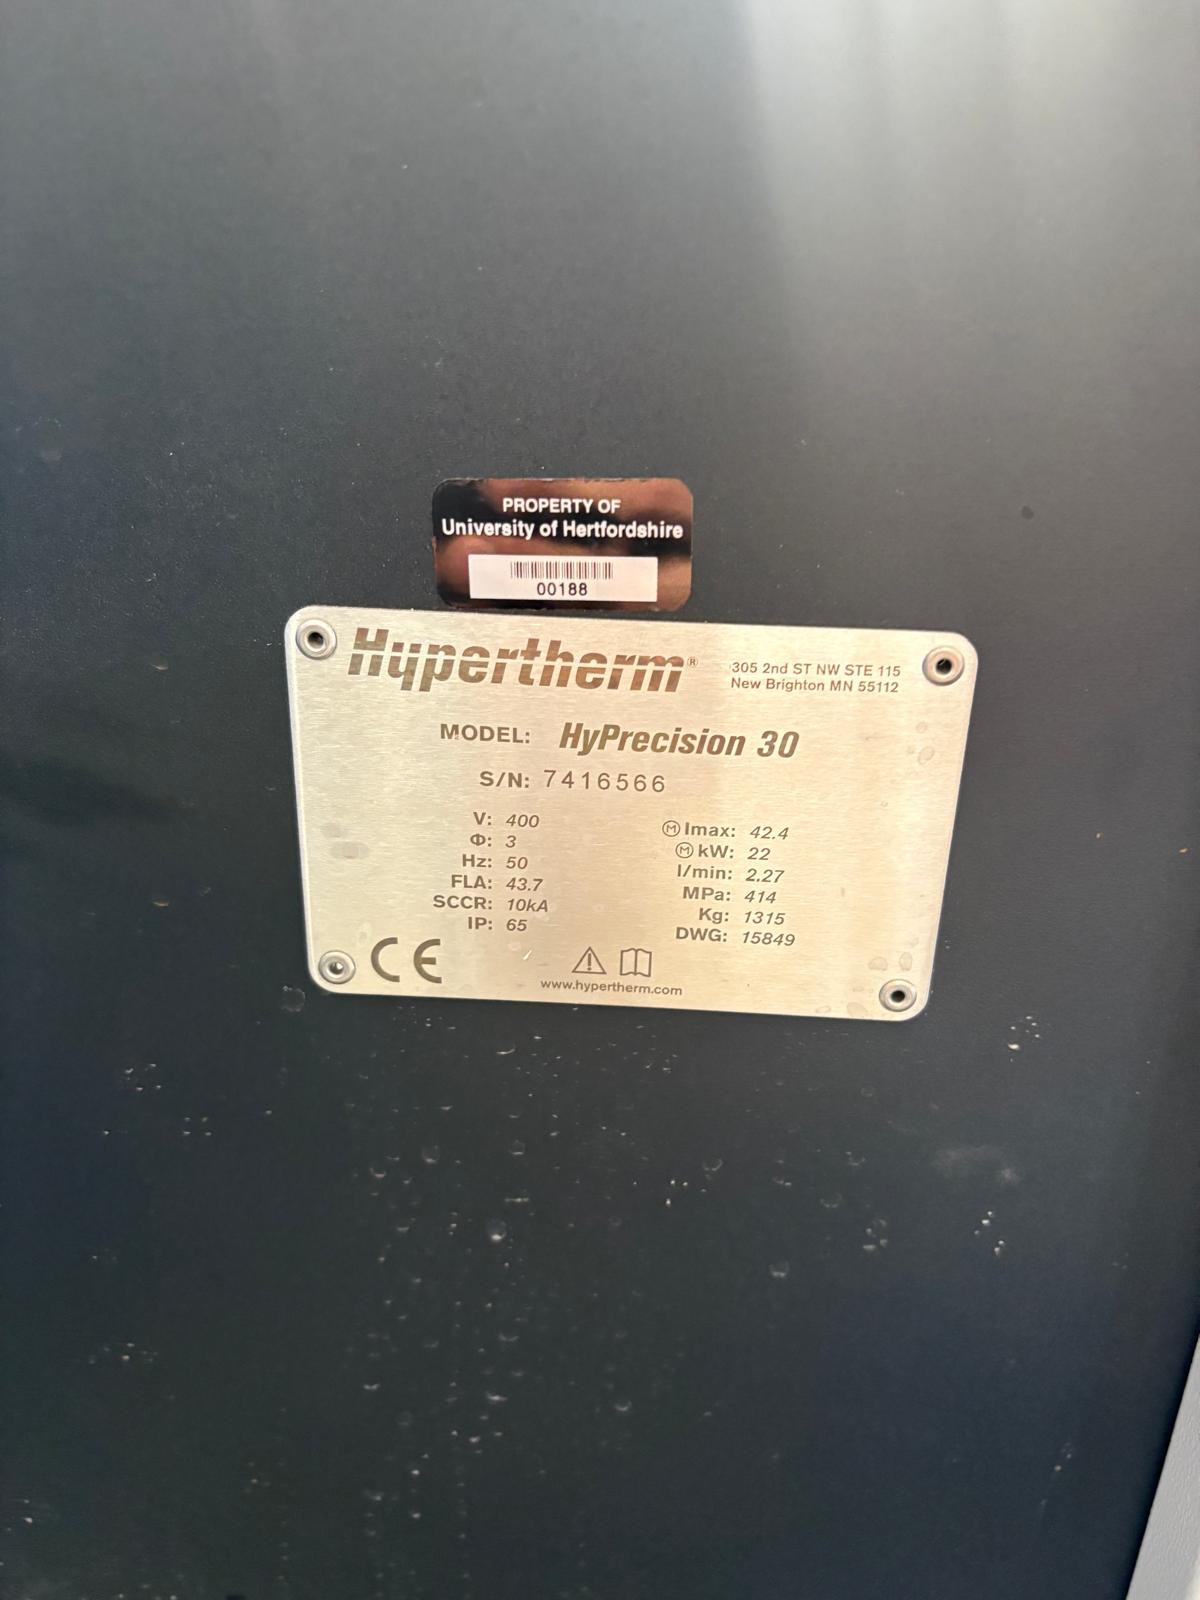 PROPERTY OF
University of Hertfordshire
00188
Hypertherm®
305 2nd ST NW STE 115
New Brighton MN 55112
MODEL: HyPrecision 30
S/N: 7416566
V: 400
Φ: 3
Hz: 50
FLA: 43.7
SCCR: 10kA
IP: 65
Ⓜ Imax: 42.4
Ⓜ kW: 22
l/min: 2.27
MPa: 414
Kg: 1315
DWG: 15849
CE
www.hypertherm.com